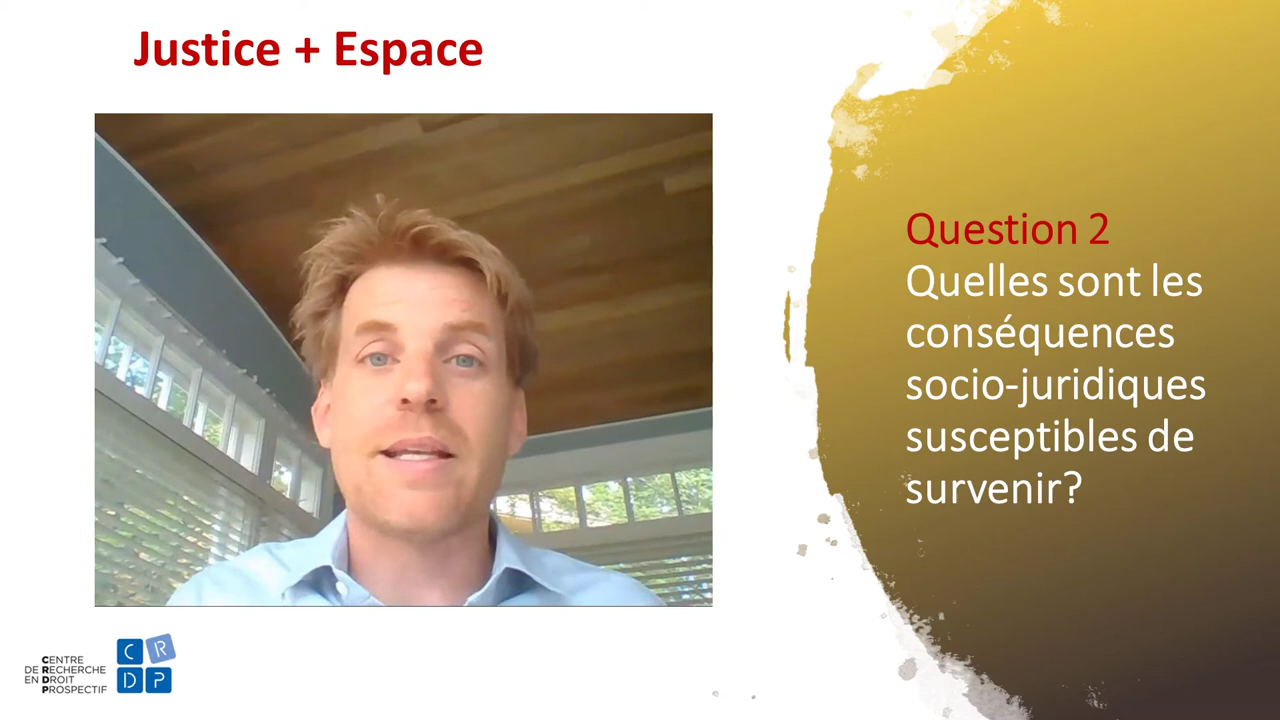 Justice + Espace
Question 2
Quelles sont les
conséquences
socio-juridiques
susceptibles de
survenir?
CENTRE
DE RECHERCHE
EN DROIT
PROSPECTIF
C R
D P